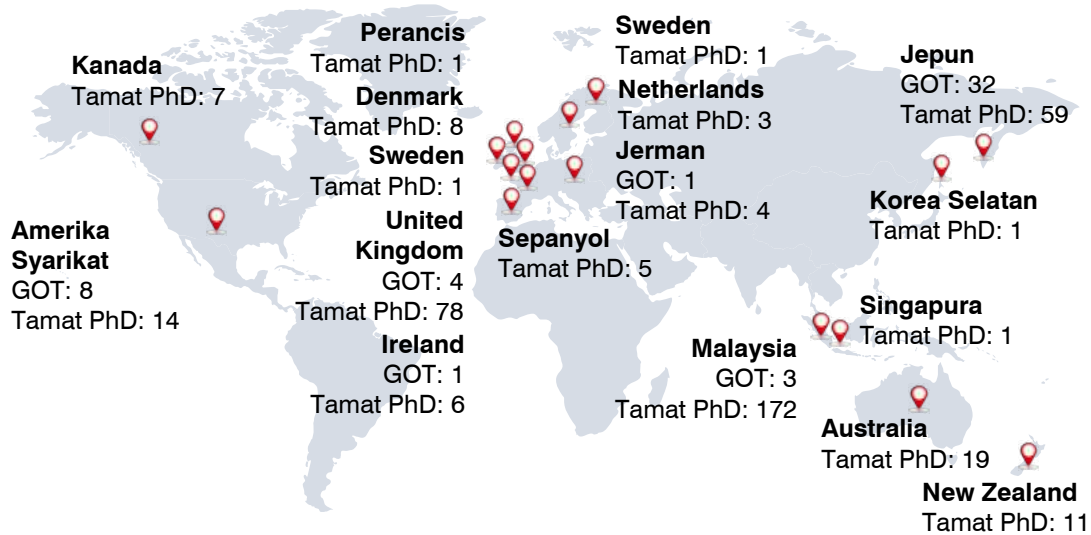 Kanada
Tamat PhD: 7
Amerika
Syarikat
GOT: 8
Tamat PhD: 14
Perancis
Tamat PhD: 1
Denmark
Tamat PhD: 8
Sweden
Tamat PhD: 1
United
Kingdom
GOT: 4
Tamat PhD: 78
Ireland
GOT: 1
Tamat PhD: 6
Sweden
Tamat PhD: 1
Netherlands
Tamat PhD: 3
Jerman
GOT: 1
Tamat PhD: 4
Sepanyol
Tamat PhD: 5
Jepun
GOT: 32
Tamat PhD: 59
Korea Selatan
Tamat PhD: 1
Singapura
Tamat PhD: 1
Malaysia
GOT: 3
Tamat PhD: 172
Australia
Tamat PhD: 19
New Zealand
Tamat PhD: 11